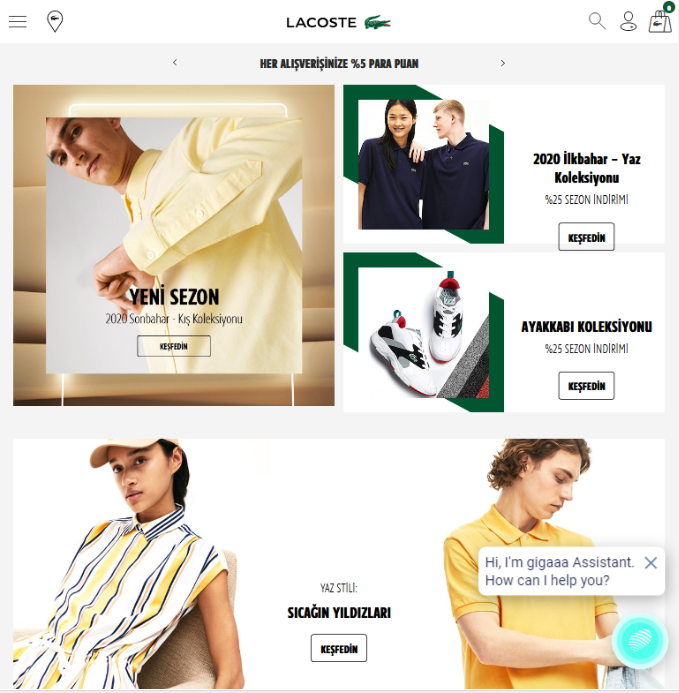 LACOSTE
0
HER ALIŞVERİŞİNİZE %5 PARA PUAN
YENİ SEZON
2020 Sonbahar - Kış Koleksiyonu
KEŞFEDİN
2020 İlkbahar – Yaz
Koleksiyonu
%25 SEZON İNDİRİMİ
KEŞFEDİN
AYAKKABI KOLEKSİYONU
%25 SEZON İNDİRİMİ
KEŞFEDİN
YAZ STİLİ:
SICAĞIN YILDIZLARI
KEŞFEDİN
Hi, I'm gigaaa Assistant.
How can I help you?